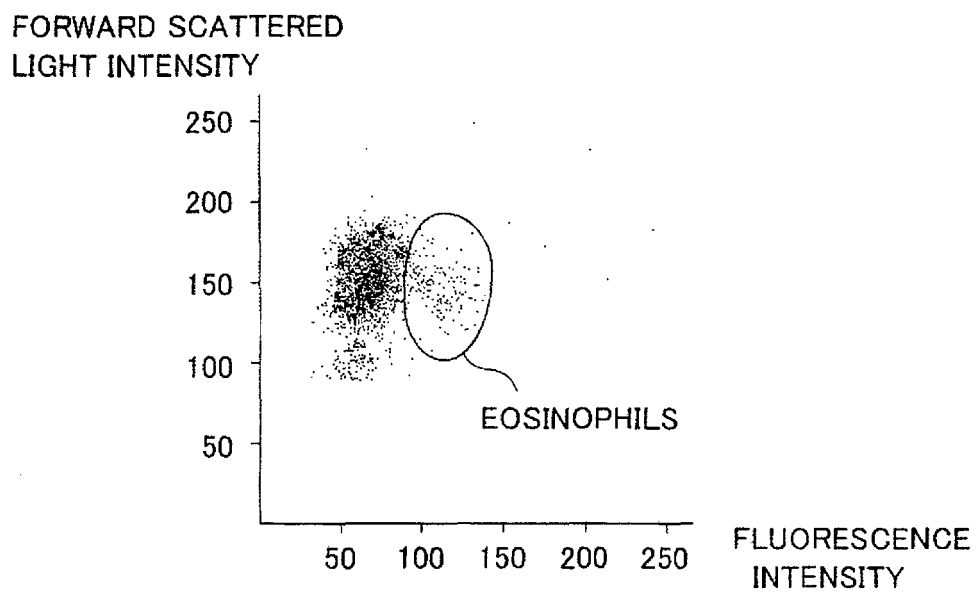 FORWARD SCATTERED
LIGHT INTENSITY
250
200
150
100
50
EOSINOPHILS
50 100 150 200 250
FLUORESCENCE
INTENSITY